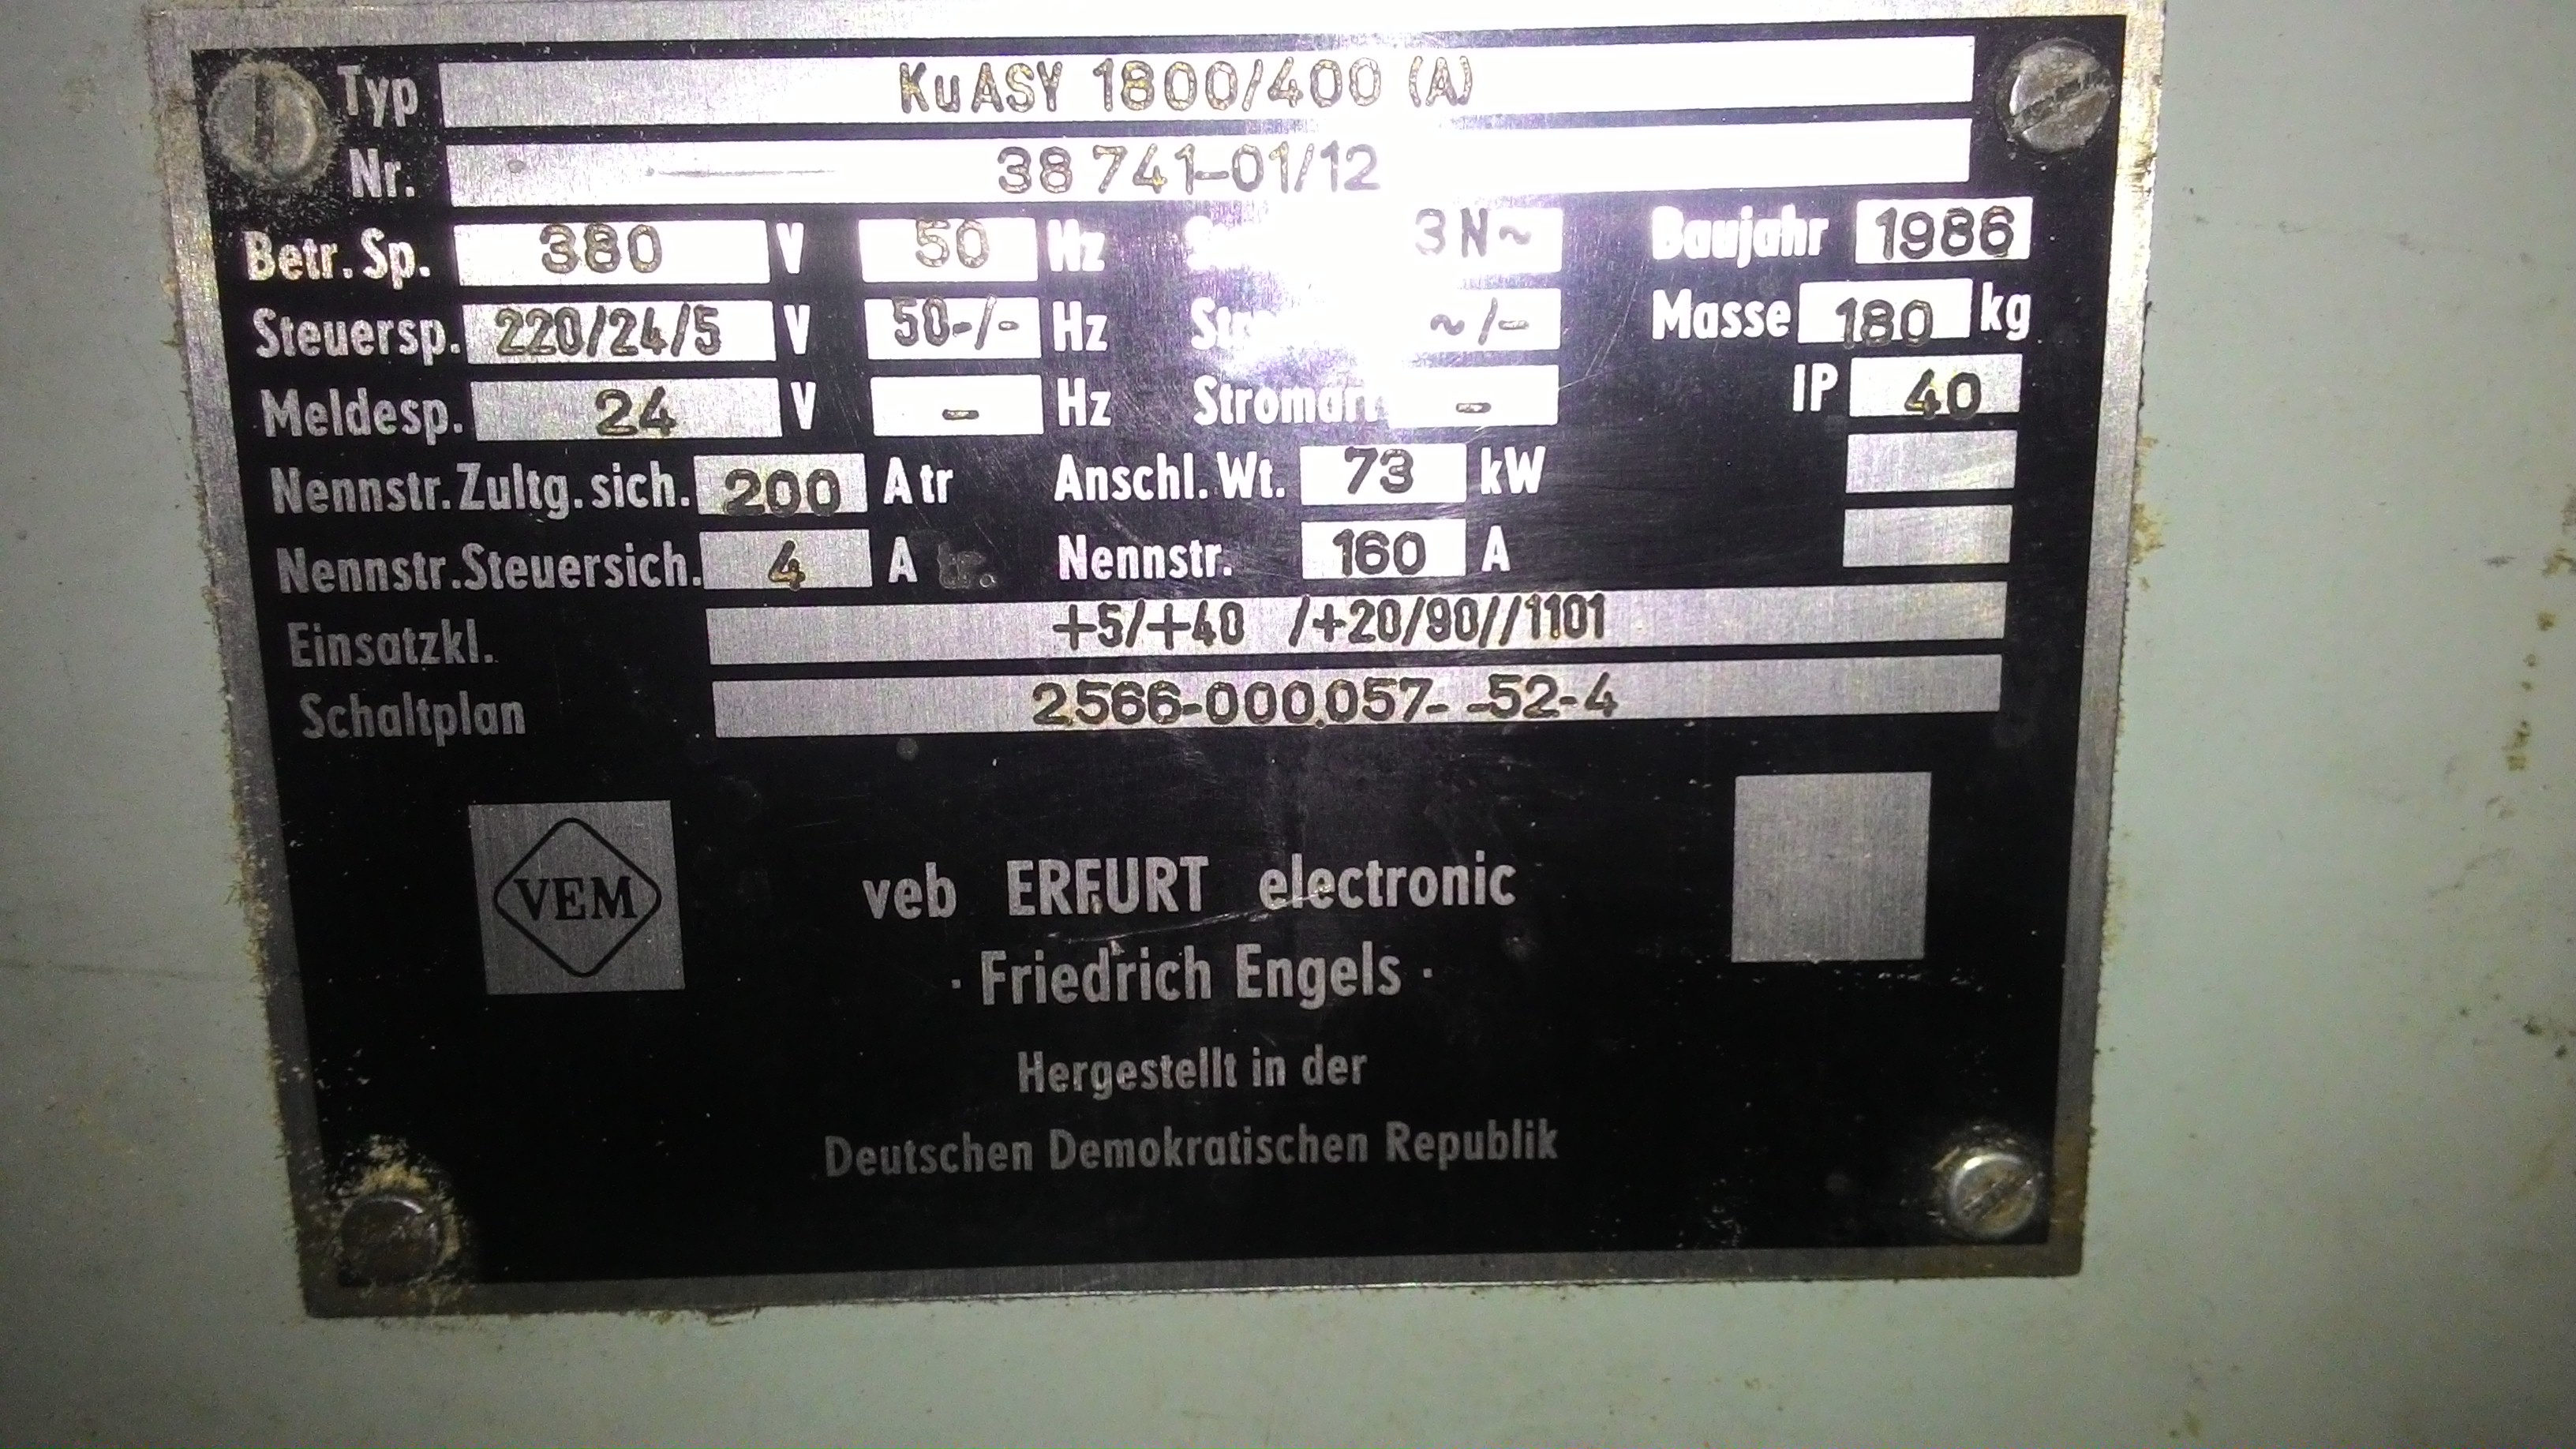 Typ KuASY 1800/400 (A)
Nr. 38 741-01/12
Betr. Sp. 380 V 50 Hz 3 N ~ Baujahr 1986
Steuersp. 220/24/5 V 50-/- Hz ~/- Masse 180 kg
Meldesp. 24 V - Hz Stromart - IP 40
Nennstr. Zultg. sich. 200 A tr Anschl. Wt. 73 kW
Nennstr. Steuersich. 4 A tr. Nennstr. 160 A
Einsatzkl. +5/+40 /+20/90//1101
Schaltplan 2566-000.057- -52-4
VEM
veb ERFURT electronic
· Friedrich Engels ·
Hergestellt in der
Deutschen Demokratischen Republik